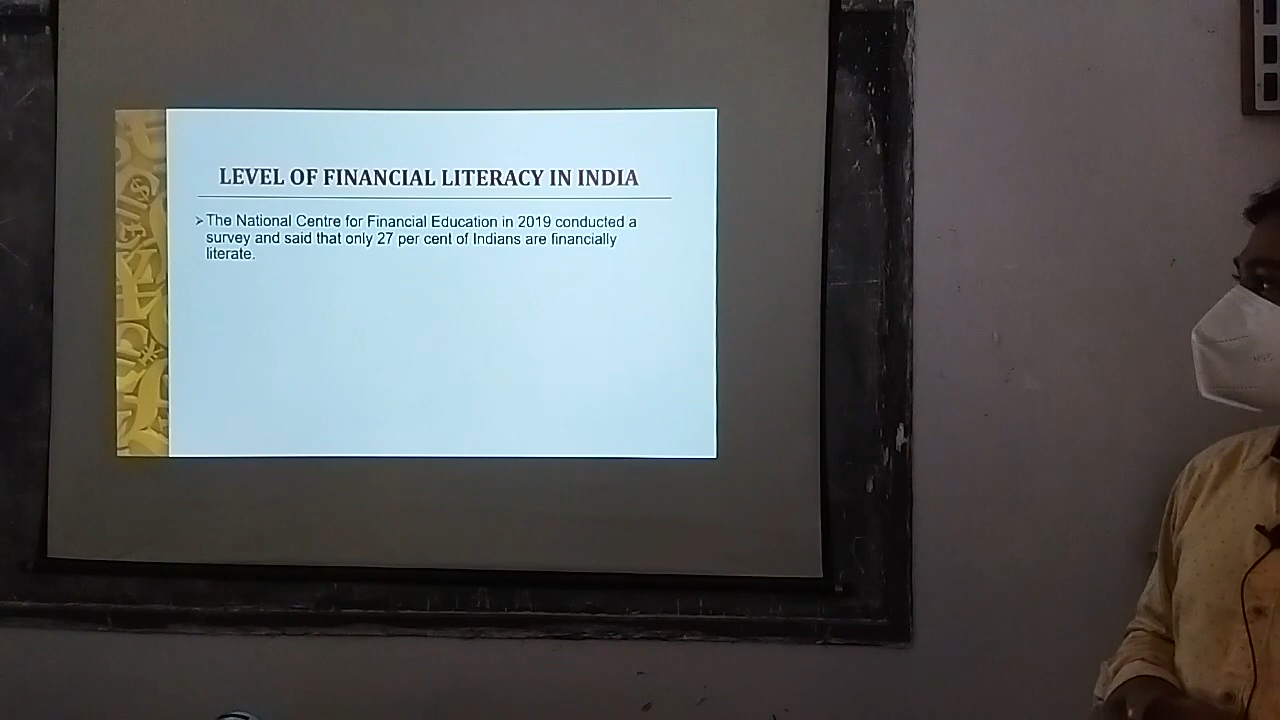 LEVEL OF FINANCIAL LITERACY IN INDIA
➢The National Centre for Financial Education in 2019 conducted a
survey and said that only 27 per cent of Indians are financially
literate.